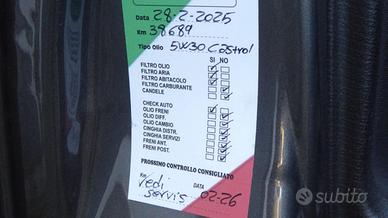 Data 28-2-2025
Km 38689
Tipo Olio 5W30 Castrol
SI NO
FILTRO OLIO
FILTRO ARIA
FILTRO ABITACOLO
FILTRO CARBURANTE
CANDELE
CHECK AUTO
OLIO FRENI
OLIO DIFF.
OLIO CAMBIO
CINGHIA DISTR.
CINGHIA SERVIZI
FRENI ANT.
FRENI POST.
PROSSIMO CONTROLLO CONSIGLIATO
Km vedi servis DATA 02-26
subito